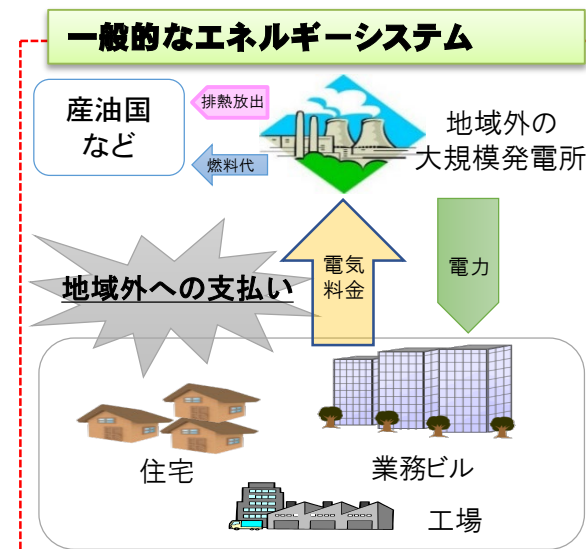 一般的なエネルギーシステム
産油国
など
排熱放出
燃料代
地域外の
大規模発電所
地域外への支払い
電気
料金
電力
住宅
業務ビル
工場